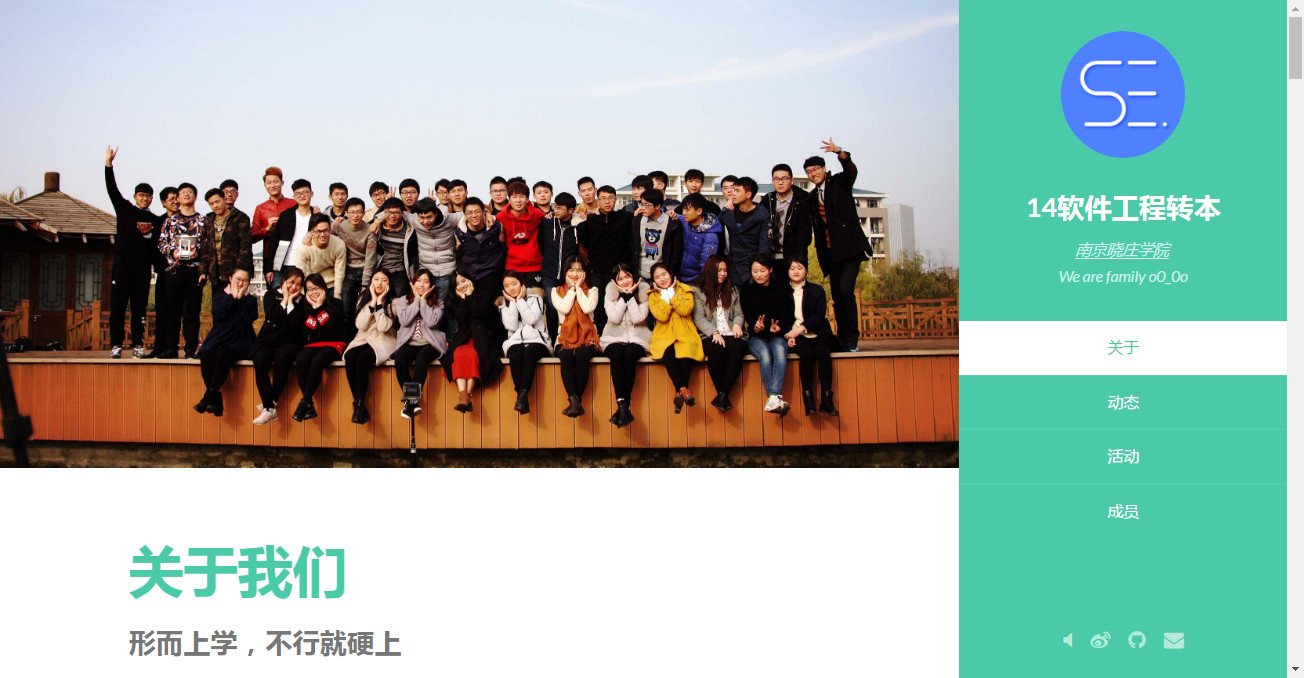 SE.
14软件工程转本
南京晓庄学院
We are family oO_Oo
关于
动态
活动
成员
关于我们
形而上学，不行就硬上